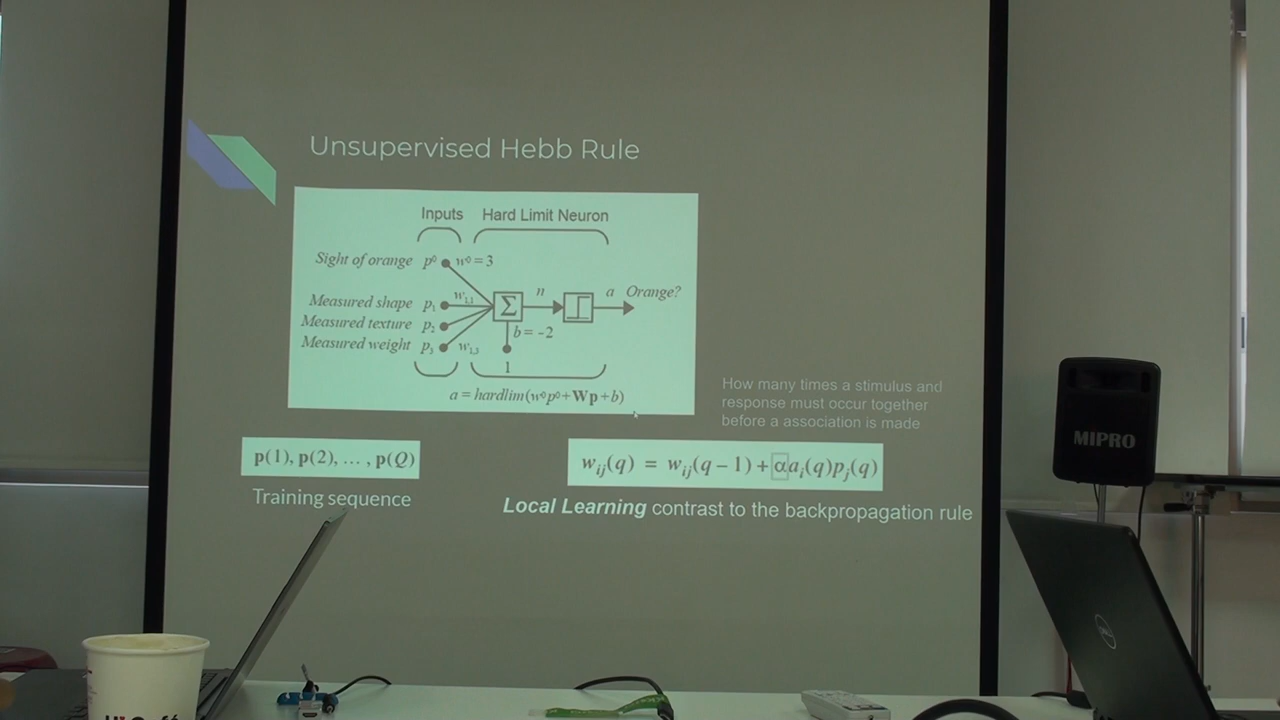 Unsupervised Hebb Rule
Inputs Hard Limit Neuron
Sight of orange p⁰ w⁰ = 3
Measured shape p₁ w₁,₁ Σ n a Orange?
Measured texture p₂
b = -2
Measured weight p₃ w₁,₃
1
a = hardlim(w⁰p⁰ + Wp + b)
How many times a stimulus and
response must occur together
before a association is made
p(1), p(2), … , p(Q)
wᵢⱼ(q) = wᵢⱼ(q – 1) + αaᵢ(q)pⱼ(q)
Training sequence
Local Learning contrast to the backpropagation rule
MIPRO
DELL